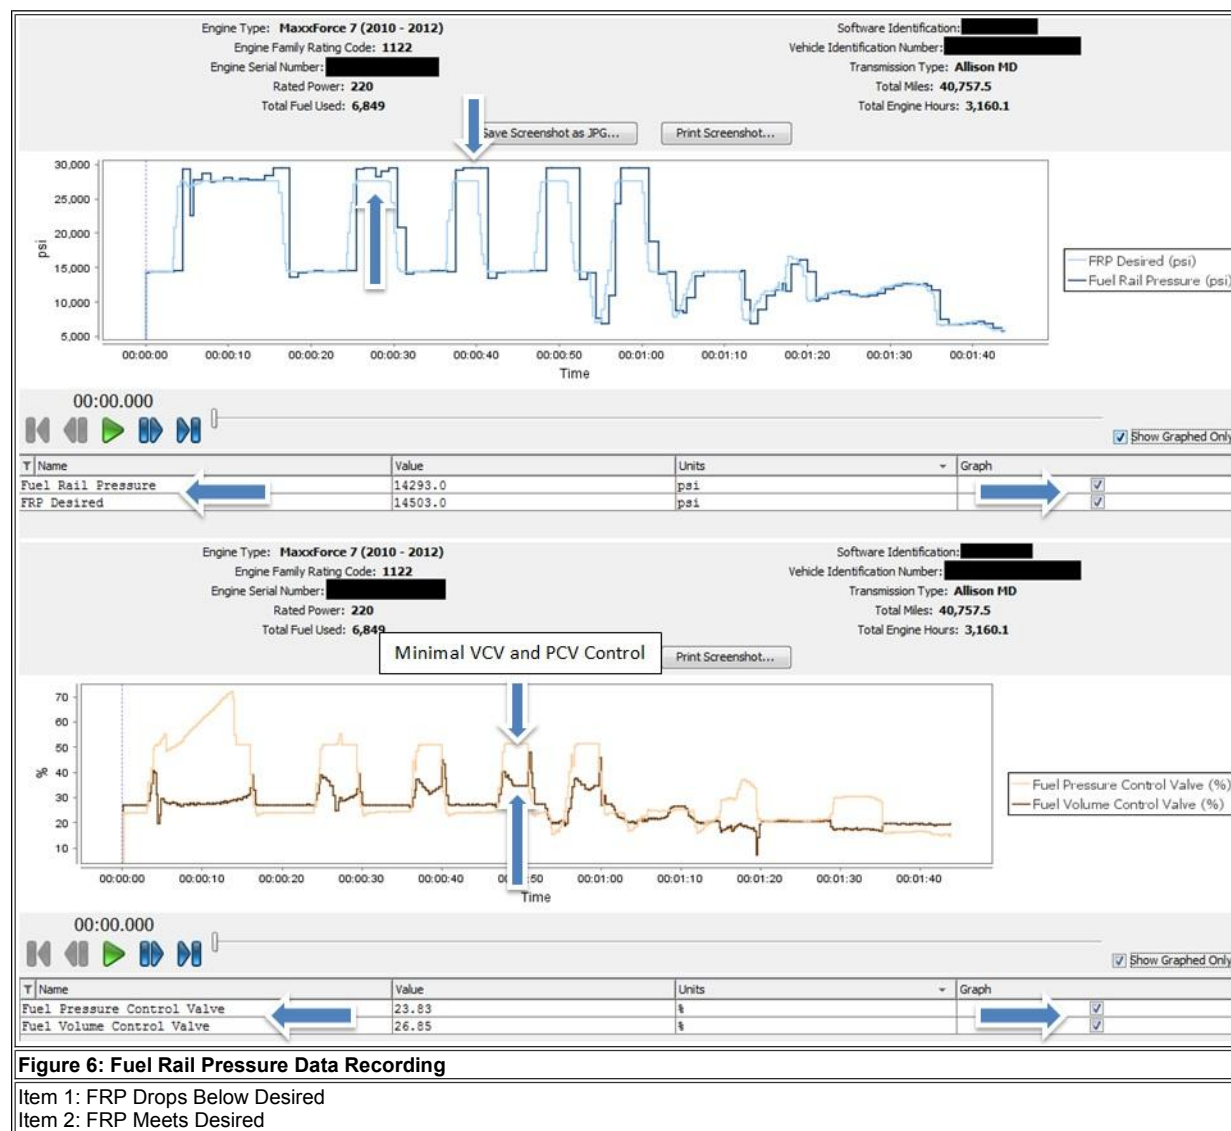 Engine Type: MaxxForce 7 (2010 - 2012)
Software Identification:
Engine Family Rating Code: 1122
Vehicle Identification Number:
Engine Serial Number:
Transmission Type: Allison MD
Rated Power: 220
Total Miles: 40,757.5
Total Fuel Used: 6,849
Total Engine Hours: 3,160.1
Save Screenshot as JPG... Print Screenshot...
30,000
25,000
20,000
15,000
10,000
5,000
psi
FRP Desired (psi)
Fuel Rail Pressure (psi)
00:00:00 00:00:10 00:00:20 00:00:30 00:00:40 00:00:50 00:01:00 00:01:10 00:01:20 00:01:30 00:01:40
Time
00:00.000
Show Graphed Only
T Name Value Units Graph
Fuel Rail Pressure 14293.0 psi
FRP Desired 14503.0 psi
Engine Type: MaxxForce 7 (2010 - 2012)
Software Identification:
Engine Family Rating Code: 1122
Vehicle Identification Number:
Engine Serial Number:
Transmission Type: Allison MD
Rated Power: 220
Total Miles: 40,757.5
Total Fuel Used: 6,849
Total Engine Hours: 3,160.1
Minimal VCV and PCV Control
Print Screenshot...
70
60
50
40
30
20
10
%
Fuel Pressure Control Valve (%)
Fuel Volume Control Valve (%)
00:00:00 00:00:10 00:00:20 00:00:30 00:00:40 :50 00:01:00 00:01:10 00:01:20 00:01:30 00:01:40
Time
00:00.000
Show Graphed Only
T Name Value Units Graph
Fuel Pressure Control Valve 23.83 %
Fuel Volume Control Valve 26.85 %
Figure 6: Fuel Rail Pressure Data Recording
Item 1: FRP Drops Below Desired
Item 2: FRP Meets Desired